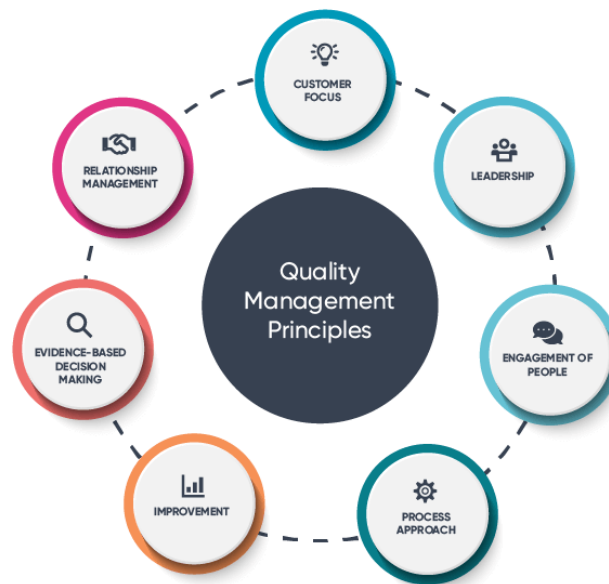 CUSTOMER
FOCUS
LEADERSHIP
ENGAGEMENT OF
PEOPLE
PROCESS
APPROACH
IMPROVEMENT
EVIDENCE-BASED
DECISION
MAKING
RELATIONSHIP
MANAGEMENT
Quality
Management
Principles